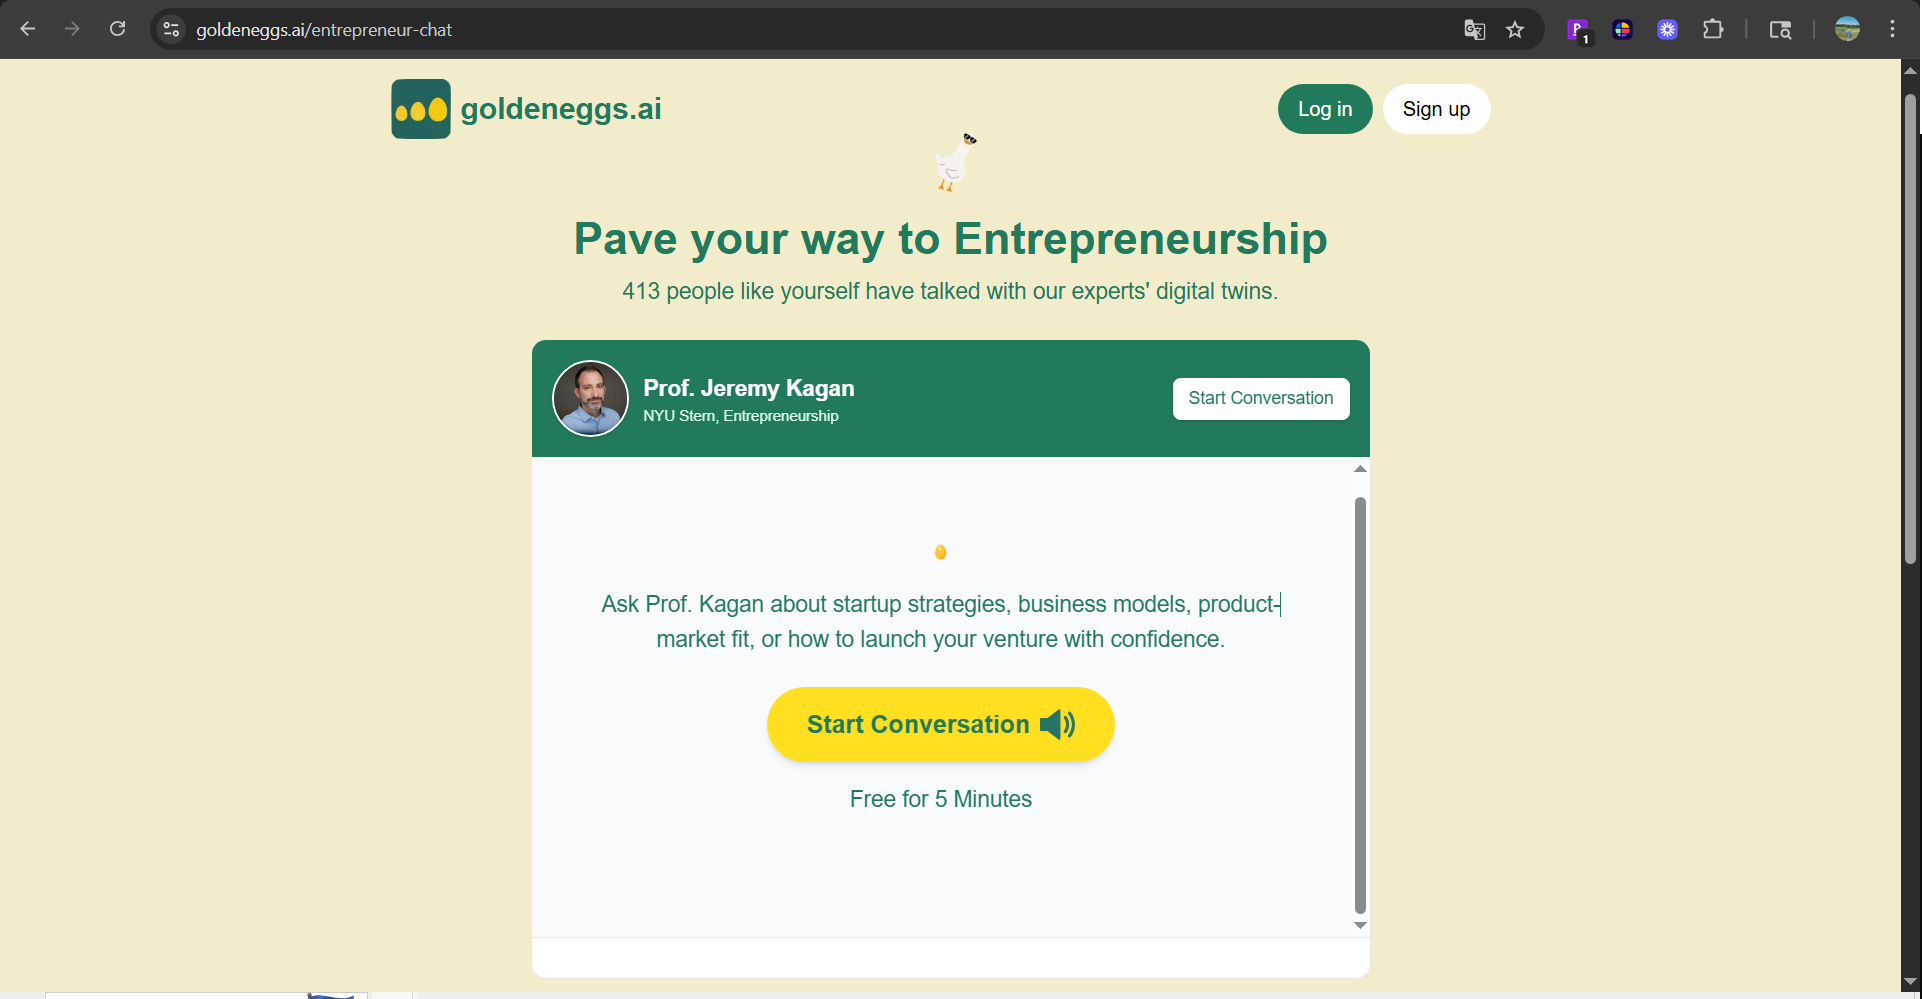 goldeneggs.ai/entrepreneur-chat
1
goldeneggs.ai
Log in
Sign up
Pave your way to Entrepreneurship
413 people like yourself have talked with our experts' digital twins.
Prof. Jeremy Kagan
NYU Stern, Entrepreneurship
Start Conversation
Ask Prof. Kagan about startup strategies, business models, product-
market fit, or how to launch your venture with confidence.
Start Conversation
Free for 5 Minutes